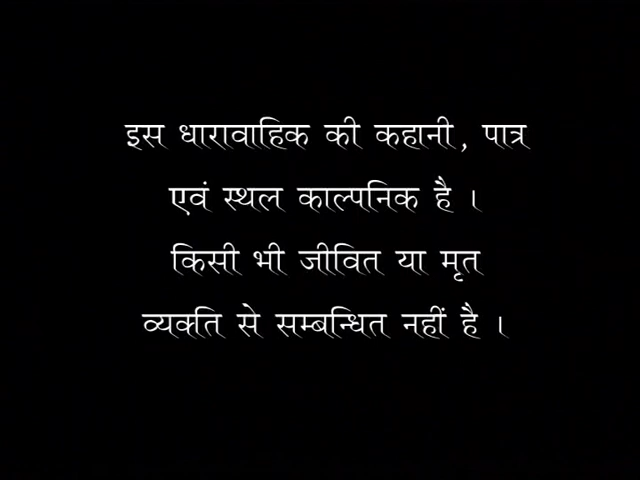 इस धारावाहिक की कहानी, पात्र
एवं स्थल काल्पनिक है ।
किसी भी जीवित या मृत
व्यक्ति से सम्बन्धित नहीं है ।